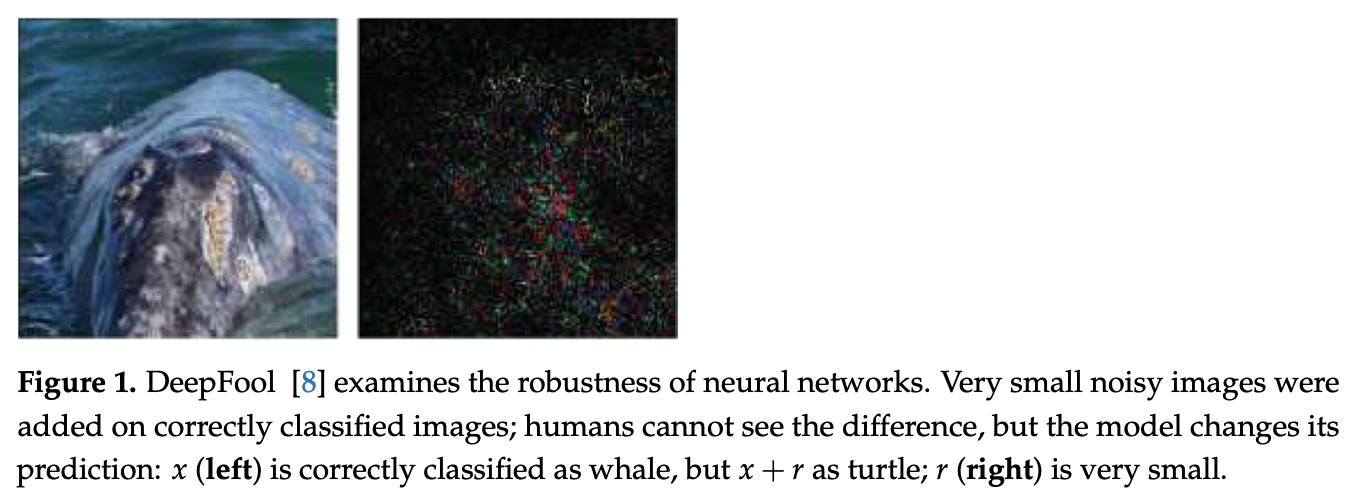 Figure 1. DeepFool [8] examines the robustness of neural networks. Very small noisy images were
added on correctly classified images; humans cannot see the difference, but the model changes its
prediction: x (left) is correctly classified as whale, but x + r as turtle; r (right) is very small.